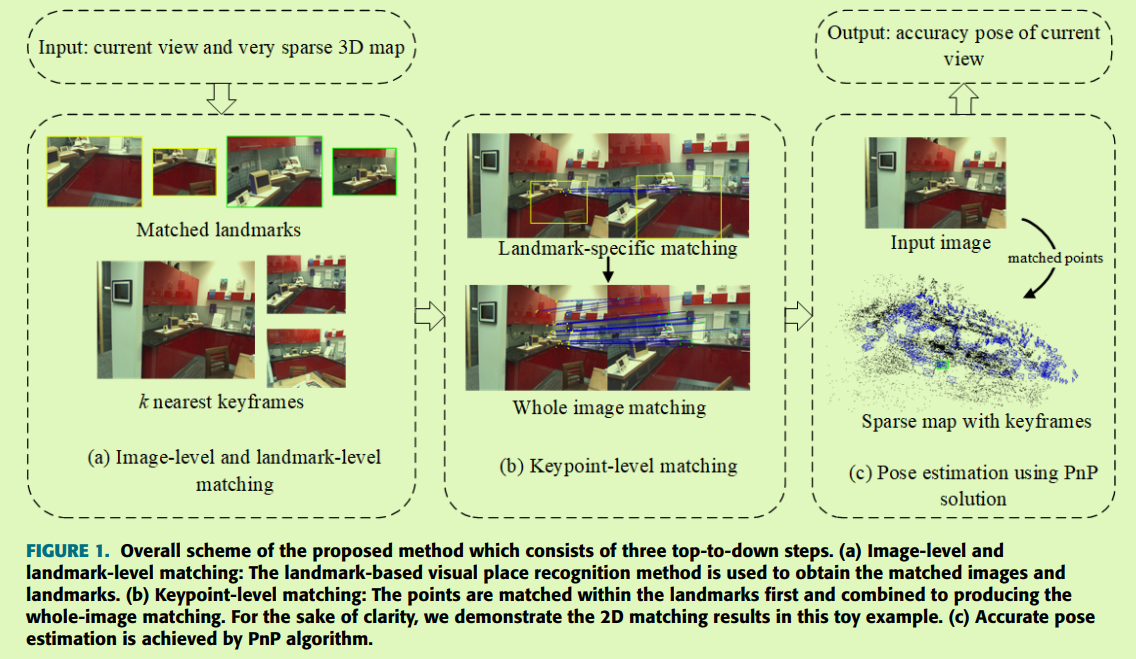 Input: current view and very sparse 3D map
Output: accuracy pose of current
view
Matched landmarks
k nearest keyframes
(a) Image-level and landmark-level
matching
Landmark-specific matching
Whole image matching
(b) Keypoint-level matching
Input image
matched points
Sparse map with keyframes
(c) Pose estimation using PnP
solution
FIGURE 1. Overall scheme of the proposed method which consists of three top-to-down steps. (a) Image-level and
landmark-level matching: The landmark-based visual place recognition method is used to obtain the matched images and
landmarks. (b) Keypoint-level matching: The points are matched within the landmarks first and combined to producing the
whole-image matching. For the sake of clarity, we demonstrate the 2D matching results in this toy example. (c) Accurate pose
estimation is achieved by PnP algorithm.